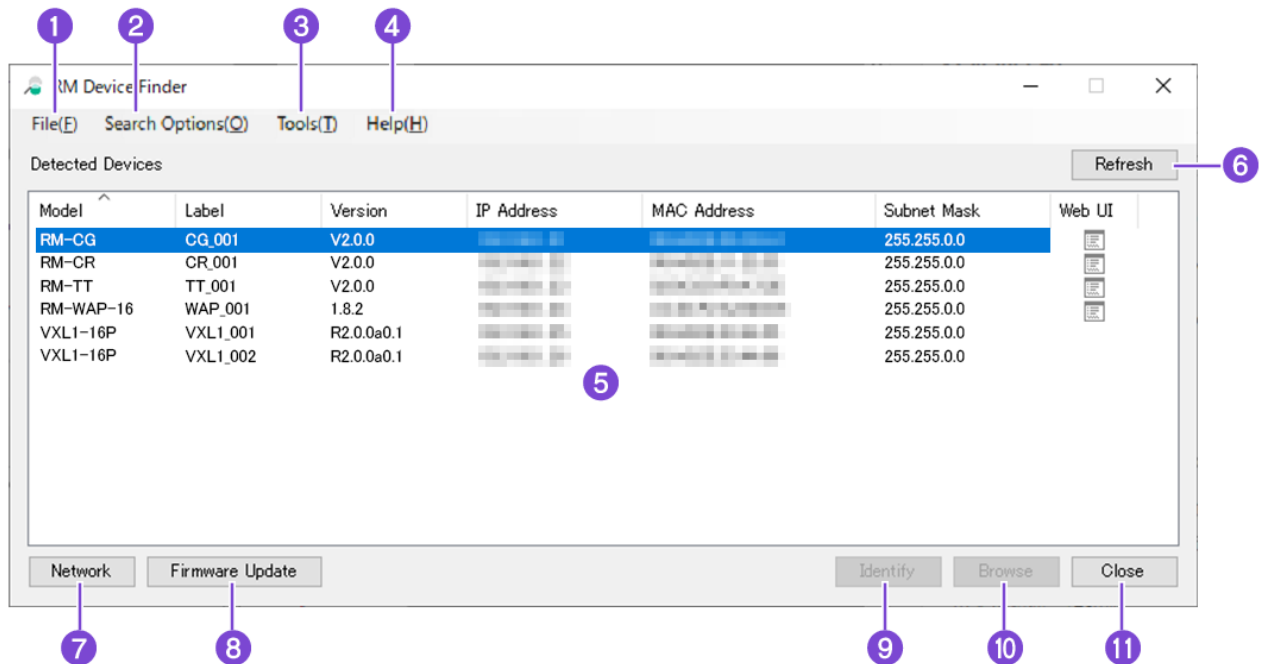 1 2 3 4
RM Device Finder
File(F) Search Options(O) Tools(T) Help(H)
Detected Devices Refresh 6
Model Label Version IP Address MAC Address Subnet Mask Web UI
RM-CG CG_001 V2.0.0 255.255.0.0
RM-CR CR_001 V2.0.0 255.255.0.0
RM-TT TT_001 V2.0.0 255.255.0.0
RM-WAP-16 WAP_001 1.8.2 255.255.0.0
VXL1-16P VXL1_001 R2.0.0a0.1 255.255.0.0
VXL1-16P VXL1_002 R2.0.0a0.1 255.255.0.0
5
Network Firmware Update Identify Browse Close
7 8 9 10 11